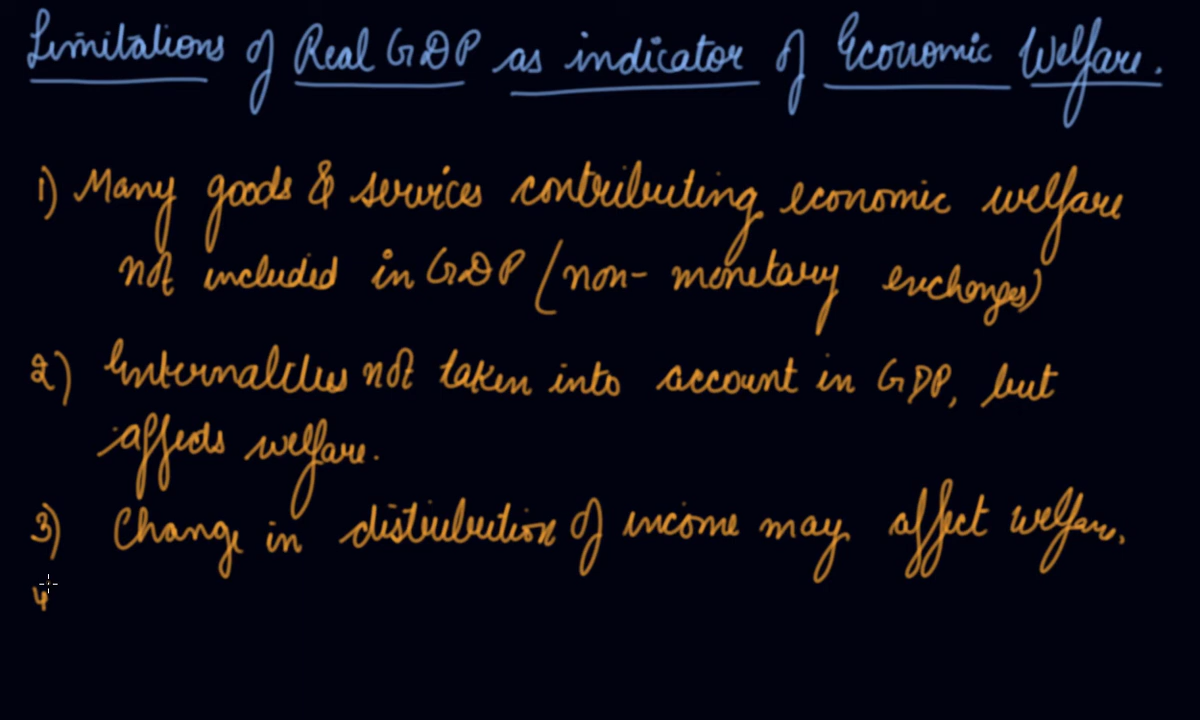 Limitations of Real GDP as indicator of Economic Welfare.
1) Many goods & services contributing economic welfare
not included in GDP (non-monetary exchanges)
2) Externalities not taken into account in GDP, but
affects welfare.
3) Change in distribution of income may affect welfare.
4